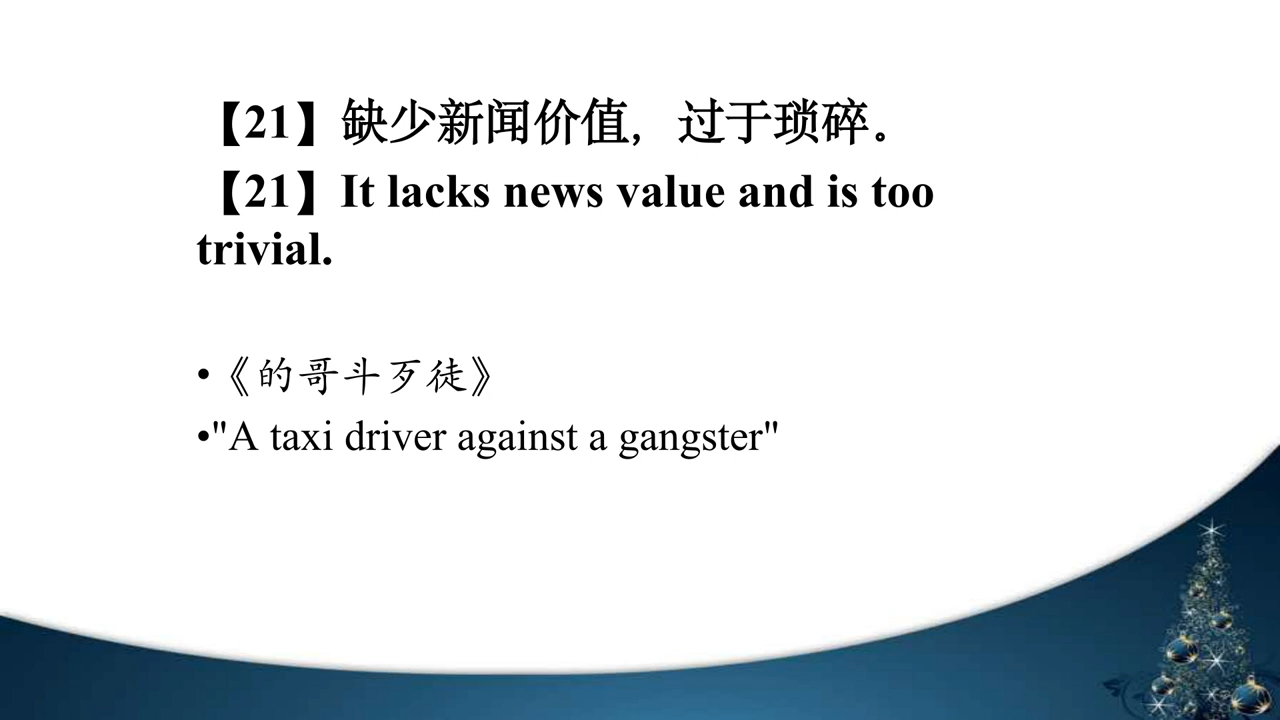 【21】缺少新闻价值，过于琐碎。
【21】It lacks news value and is too
trivial.
•《的哥斗歹徒》
•"A taxi driver against a gangster"